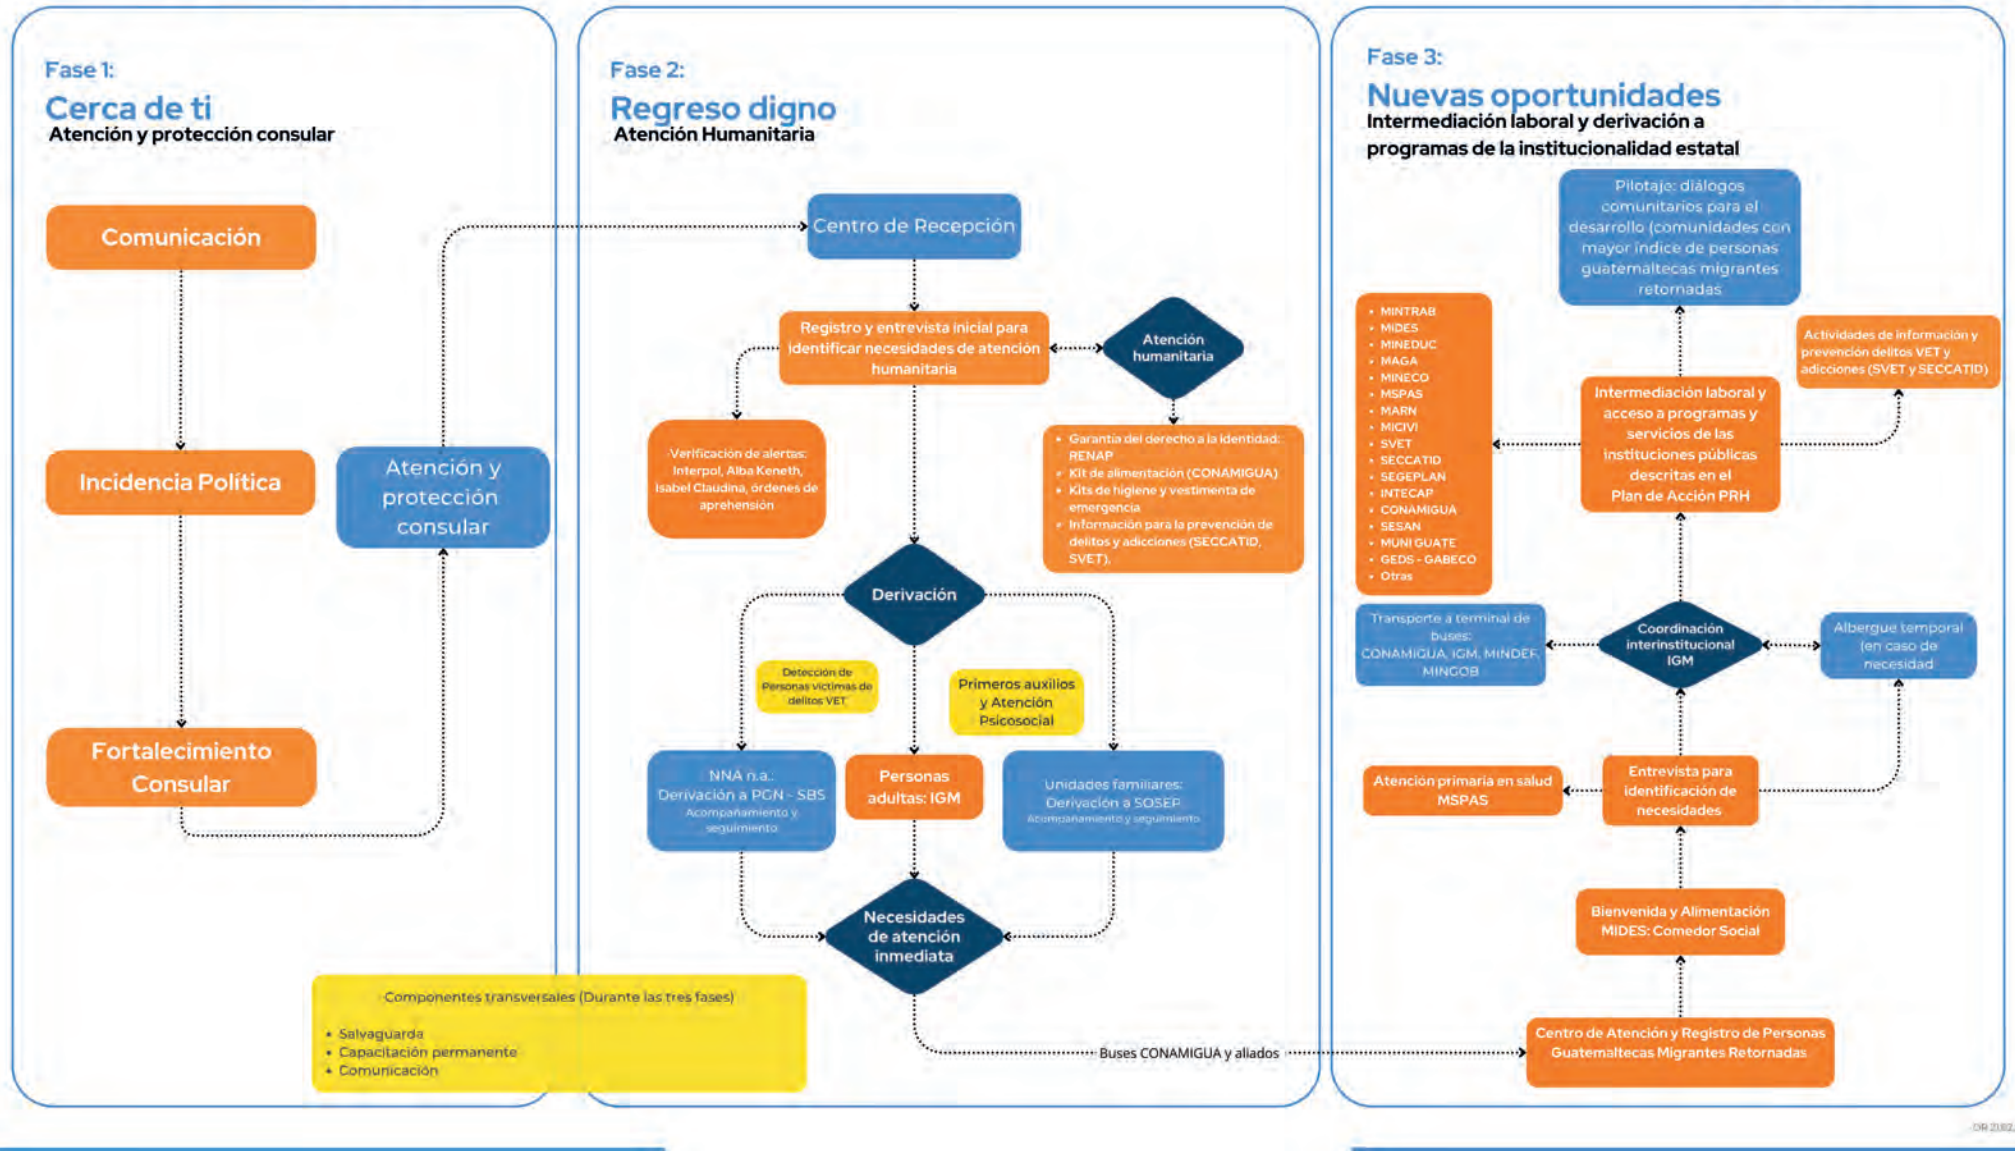 Fase 1:
Cerca de ti
Atención y protección consular
Comunicación
Incidencia Política
Fortalecimiento
Consular
Atención y
protección
consular
Fase 2:
Regreso digno
Atención Humanitaria
Centro de Recepción
Registro y entrevista inicial para
identificar necesidades de atención
humanitaria
Atención
humanitaria
Verificación de alertas:
Interpol, Alba Keneth,
Isabel Claudina, órdenes de
aprehensión
• Garantía del derecho a la identidad:
RENAP
• Kit de alimentación (CONAMIGUA)
• Kits de higiene y vestimenta de
emergencia
• Información para la prevención de
delitos y adicciones (SECCATID,
SVET),
Derivación
Detección de
Personas víctimas de
delitos VET
Primeros auxilios
y Atención
Psicosocial
NNA n.a.:
Derivación a PGN - SBS
Acompañamiento y
seguimiento
Personas
adultas: IGM
Unidades familiares:
Derivación a SOSEP
Acompañamiento y seguimiento
Necesidades
de atención
inmediata
Componentes transversales (Durante las tres fases)
• Salvaguarda
• Capacitación permanente
• Comunicación
Buses CONAMIGUA y aliados
Fase 3:
Nuevas oportunidades
Intermediación laboral y derivación a
programas de la institucionalidad estatal
Pilotaje: diálogos
comunitarios para el
desarrollo (comunidades con
mayor índice de personas
guatemaltecas migrantes
retornadas
• MINTRAB
• MIDES
• MINEDUC
• MAGA
• MINECO
• MSPAS
• MARN
• MICIVI
• SVET
• SECCATID
• SEGEPLAN
• INTECAP
• CONAMIGUA
• SESAN
• MUNI GUATE
• GEDS - GABECO
• Otras
Actividades de información y
prevención delitos VET y
adicciones (SVET y SECCATID)
Intermediación laboral y
acceso a programas y
servicios de las
instituciones públicas
descritas en el
Plan de Acción PRH
Transporte a terminal de
buses:
CONAMIGUA, IGM, MINDEF,
MINGOB
Coordinación
interinstitucional
IGM
Albergue temporal
(en caso de
necesidad
Atención primaria en salud
MSPAS
Entrevista para
identificación de
necesidades
Bienvenida y Alimentación
MIDES: Comedor Social
Centro de Atención y Registro de Personas
Guatemaltecas Migrantes Retornadas